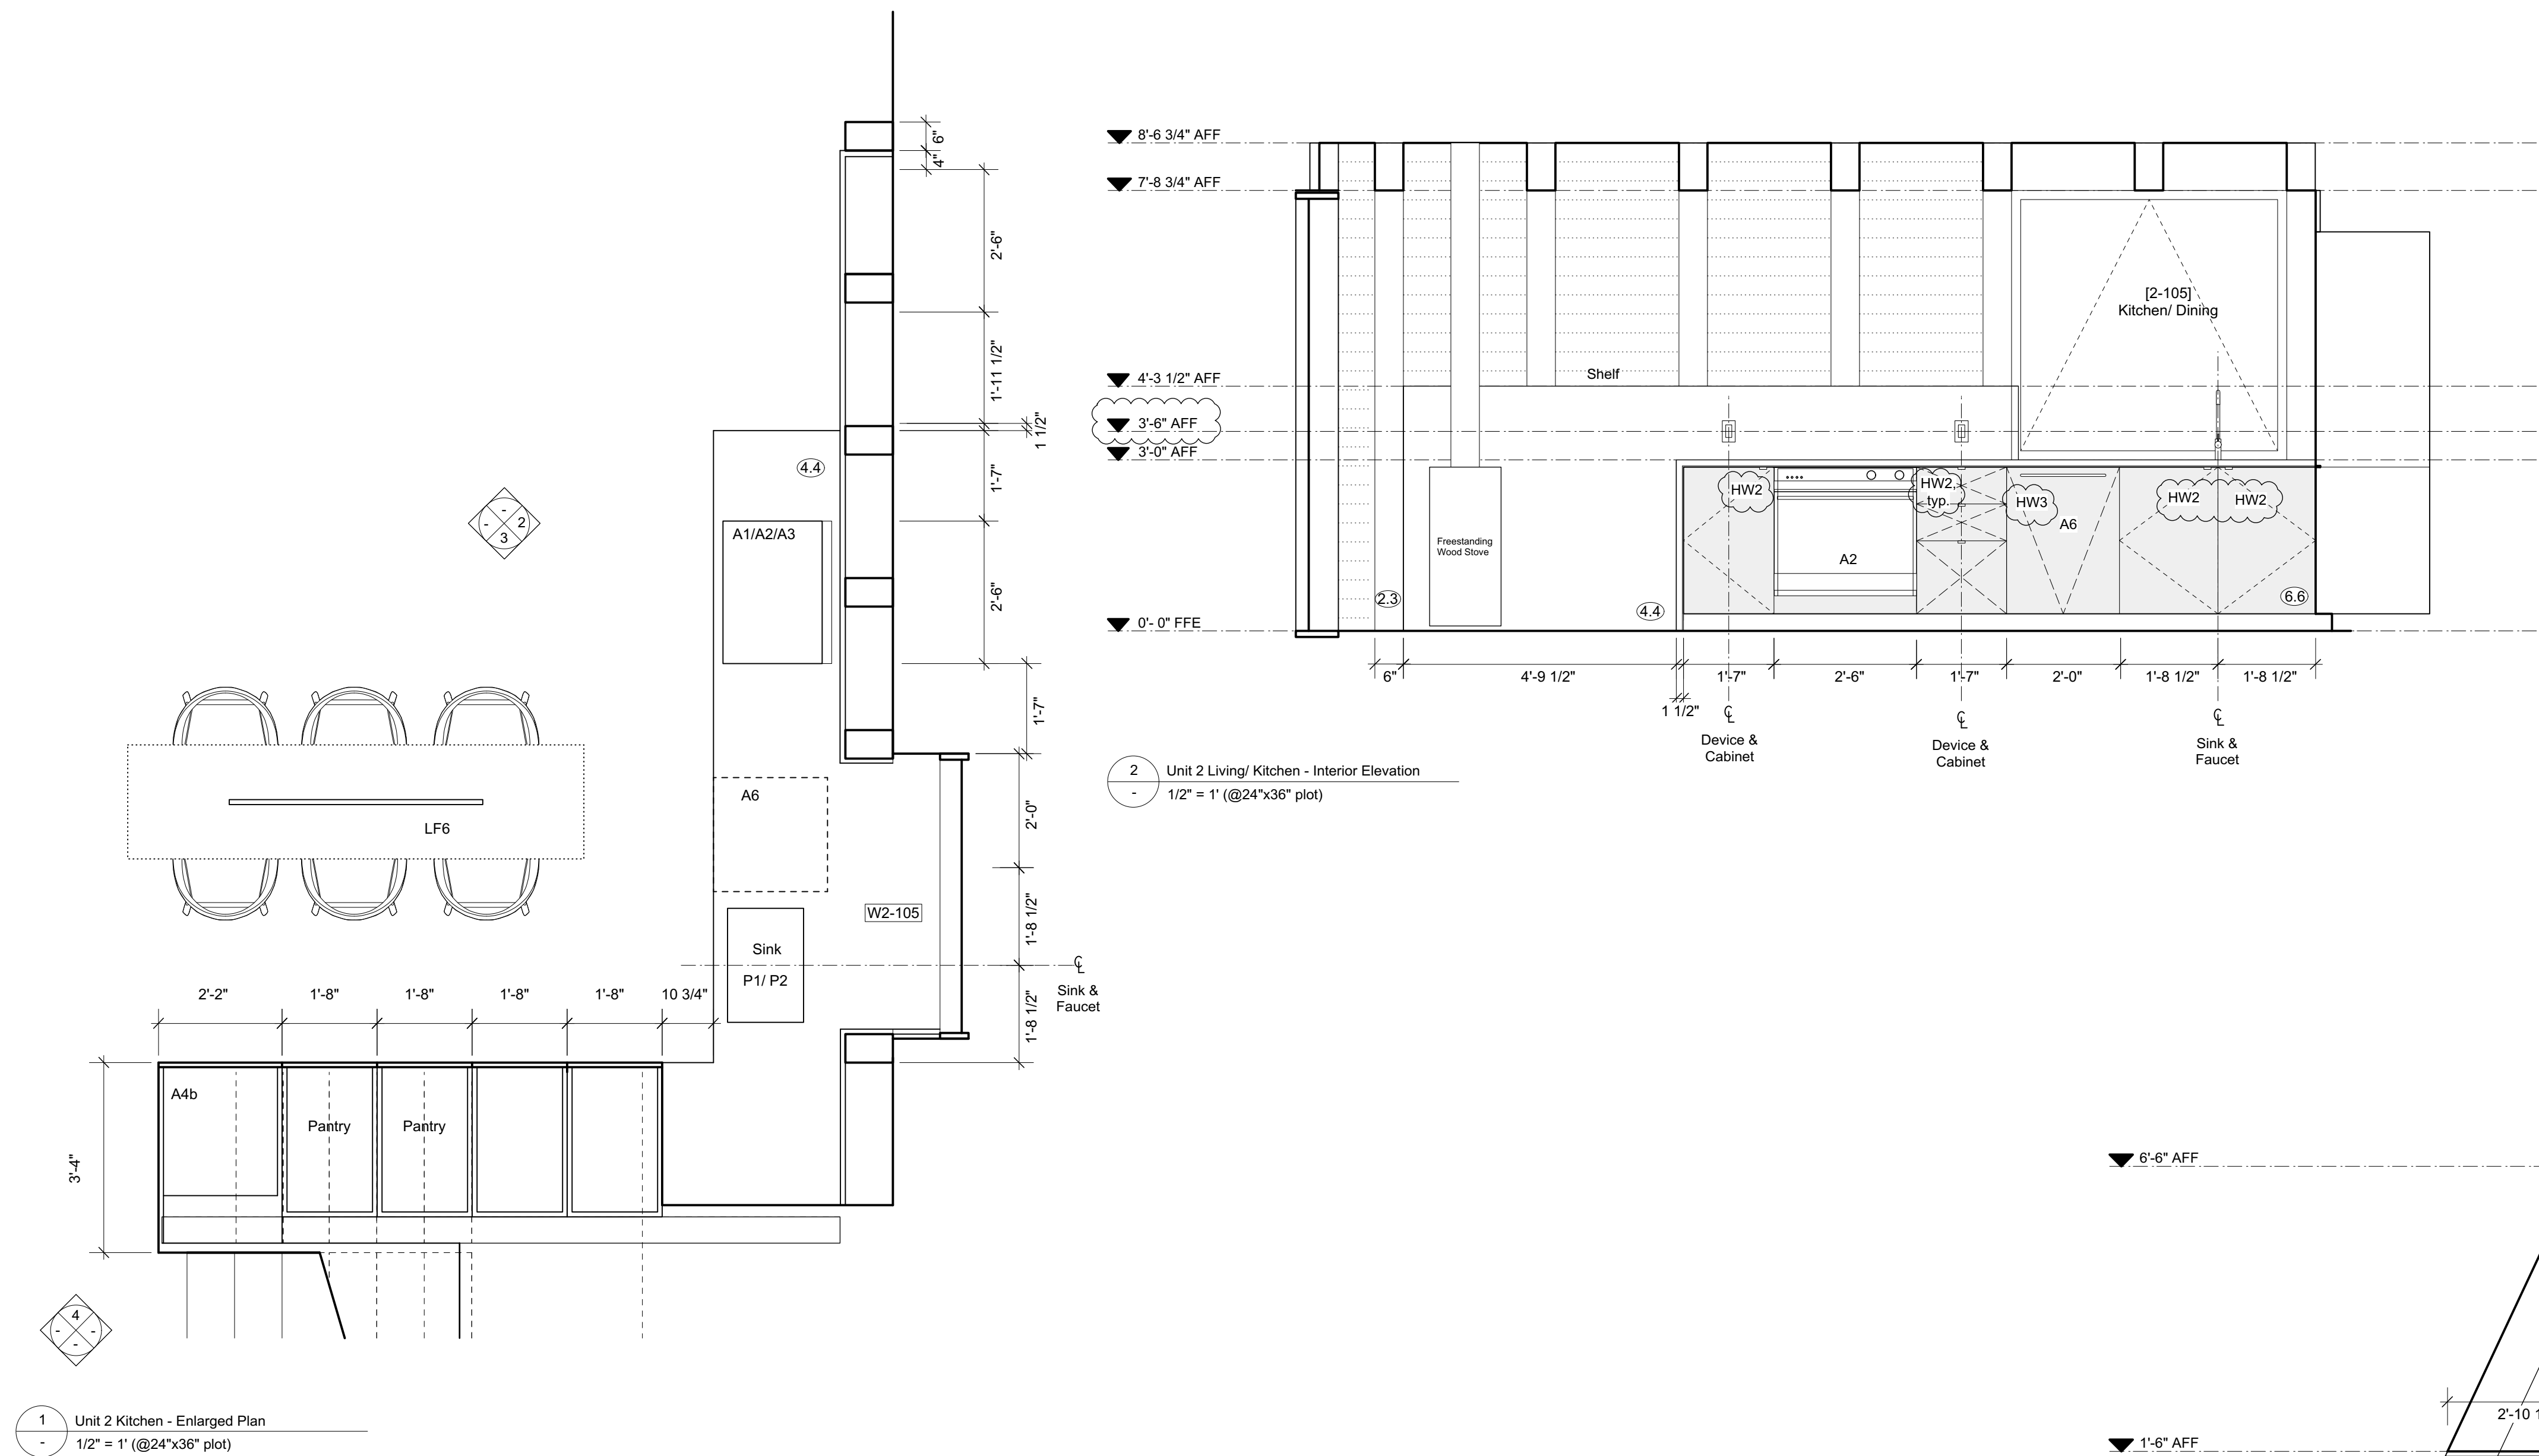 6"
4"
2'-6"
1'-11 1/2"
1 1/2"
1'-7"
2'-6"
1'-7"
2'-0"
1'-8 1/2"
1'-8 1/2"
4.4
-
- 2
3
A1/A2/A3
LF6
A6
W2-105
Sink
P1/ P2
℄
Sink &
Faucet
2'-2"
1'-8"
1'-8"
1'-8"
1'-8"
10 3/4"
3'-4"
A4b
Pantry
Pantry
4
- -
-
1
-
Unit 2 Kitchen - Enlarged Plan
1/2" = 1' (@24"x36" plot)
8'-6 3/4" AFF
7'-8 3/4" AFF
4'-3 1/2" AFF
3'-6" AFF
3'-0" AFF
0'- 0" FFE
Shelf
[2-105]
Kitchen/ Dining
HW2
HW2,
typ.
HW3
HW2
HW2
A6
A2
Freestanding
Wood Stove
2.3
4.4
6.6
6"
4'-9 1/2"
1'-7"
2'-6"
1'-7"
2'-0"
1'-8 1/2"
1'-8 1/2"
1 1/2"
℄
Device &
Cabinet
℄
Device &
Cabinet
℄
Sink &
Faucet
2
-
Unit 2 Living/ Kitchen - Interior Elevation
1/2" = 1' (@24"x36" plot)
6'-6" AFF
2'-10 1
1'-6" AFF